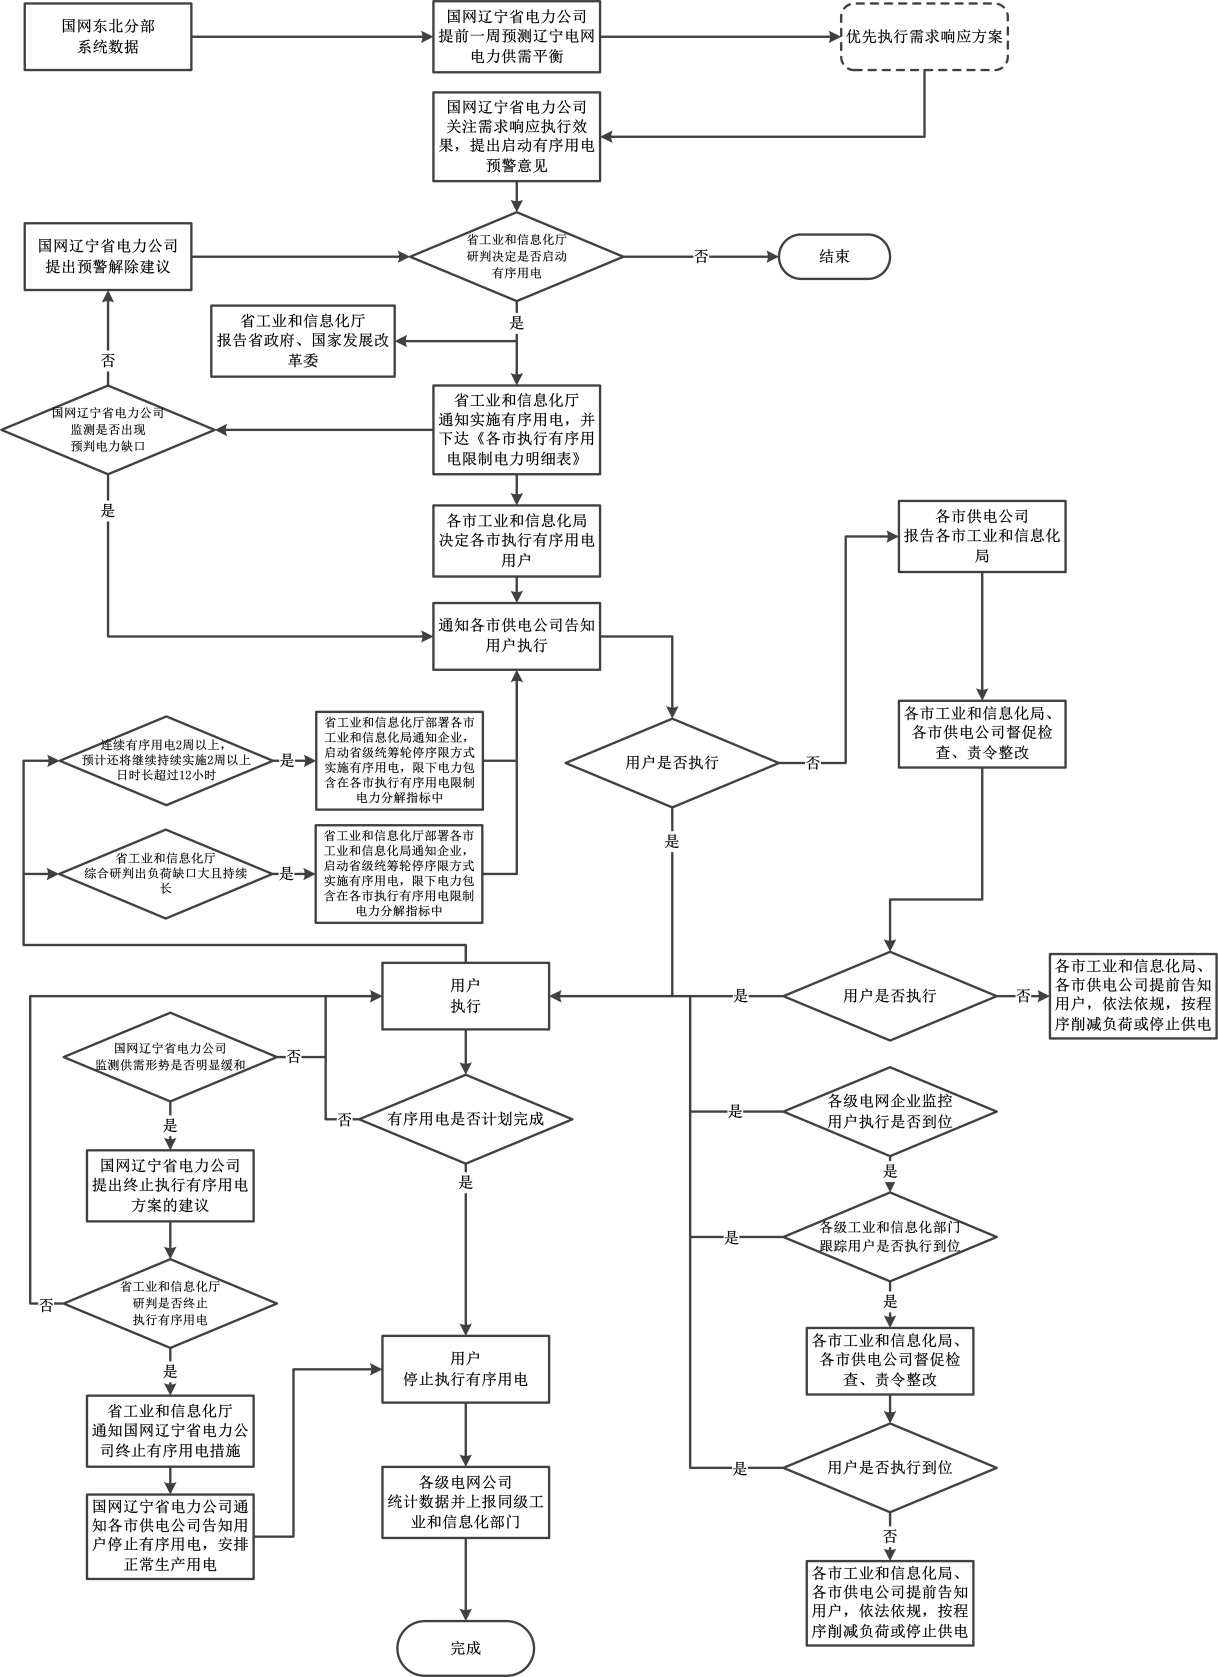 国网东北分部
系统数据
国网辽宁省电力公司
提前一周预测辽宁电网
电力供需平衡
优先执行需求响应方案
国网辽宁省电力公司
关注需求响应执行效
果，提出启动有序用电
预警意见
国网辽宁省电力公司
提出预警解除建议
省工业和信息化厅
研判决定是否启动
有序用电
否
结束
是
省工业和信息化厅
报告省政府、国家发展改
革委
否
国网辽宁省电力公司
监测是否出现
预判电力缺口
省工业和信息化厅
通知实施有序用电，并
下达《各市执行有序用
电限制电力明细表》
是
各市工业和信息化局
决定各市执行有序用电
用户
各市供电公司
报告各市工业和信息化
局
通知各市供电公司告知
用户执行
各市工业和信息化局、
各市供电公司督促检
查、责令整改
连续有序用电2周以上，
预计还将继续持续实施2周以上
日时长超过12小时
是
省工业和信息化厅部署各市
工业和信息化局通知企业，
启动省级统筹轮停序限方式
实施有序用电，限下电力包
含在各市执行有序用电限制
电力分解指标中
用户是否执行
否
是
省工业和信息化厅
综合研判出负荷缺口大且持续
长
是
省工业和信息化厅部署各市
工业和信息化局通知企业，
启动省级统筹轮停序限方式
实施有序用电，限下电力包
含在各市执行有序用电限制
电力分解指标中
用户
执行
是
用户是否执行
否
各市工业和信息化局、
各市供电公司提前告知
用户，依法依规，按程
序削减负荷或停止供电
国网辽宁省电力公司
监测供需形势是否明显缓和
否
否
有序用电是否计划完成
是
各级电网企业监控
用户执行是否到位
是
是
是
国网辽宁省电力公司
提出终止执行有序用电
方案的建议
是
各级工业和信息化部门
跟踪用户是否执行到位
是
否
省工业和信息化厅
研判是否终止
执行有序用电
各市工业和信息化局、
各市供电公司督促检
查、责令整改
是
用户
停止执行有序用电
省工业和信息化厅
通知国网辽宁省电力公
司终止有序用电措施
各级电网公司
统计数据并上报同级工
业和信息化部门
是
用户是否执行到位
否
国网辽宁省电力公司通
知各市供电公司告知用
户停止有序用电，安排
正常生产用电
各市工业和信息化局、
各市供电公司提前告知
用户，依法依规，按程
序削减负荷或停止供电
完成